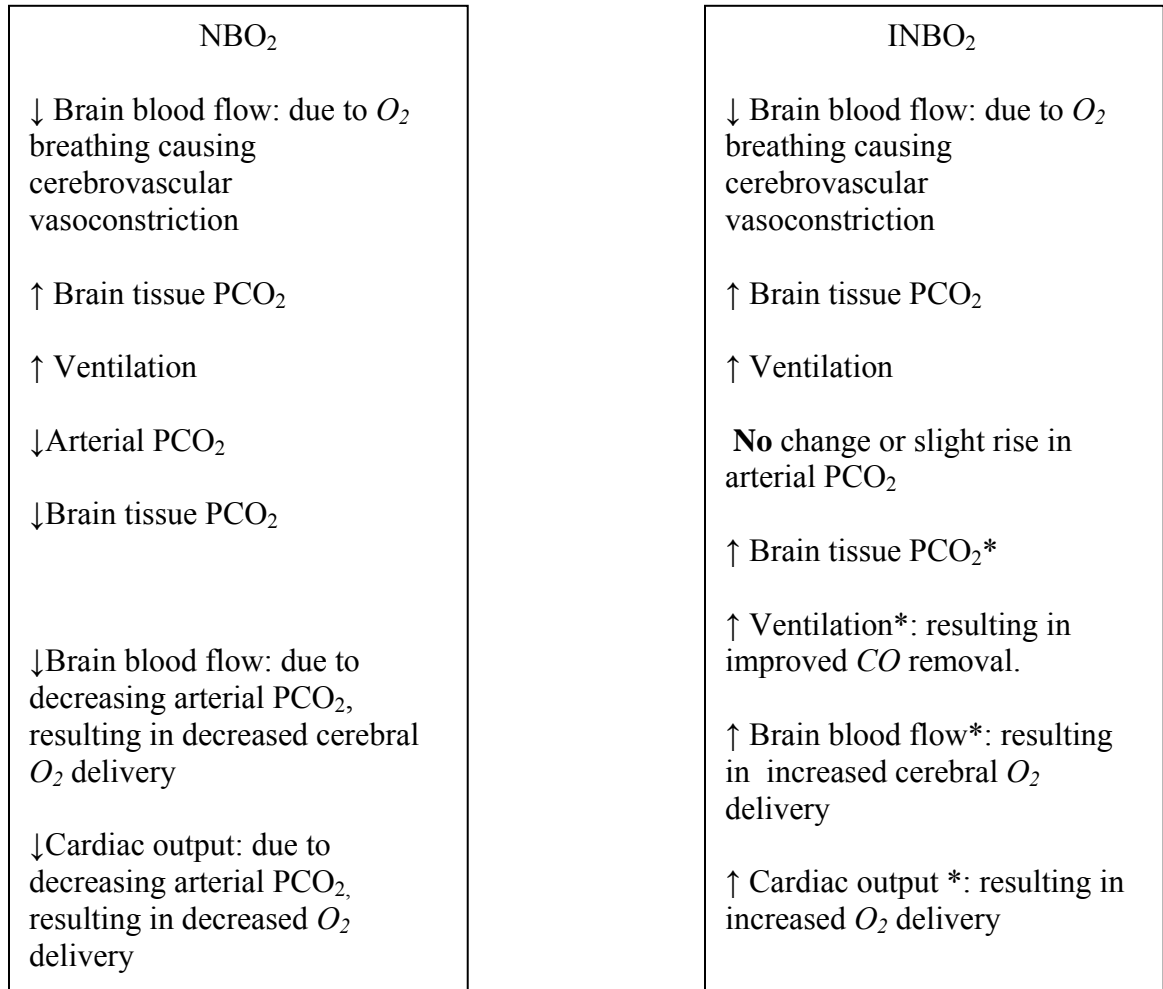 NBO₂
↓ Brain blood flow: due to O₂
breathing causing
cerebrovascular
vasoconstriction
↑ Brain tissue PCO₂
↑ Ventilation
↓Arterial PCO₂
↓Brain tissue PCO₂
↓Brain blood flow: due to
decreasing arterial PCO₂,
resulting in decreased cerebral
O₂ delivery
↓Cardiac output: due to
decreasing arterial PCO₂,
resulting in decreased O₂
delivery
INBO₂
↓ Brain blood flow: due to O₂
breathing causing
cerebrovascular
vasoconstriction
↑ Brain tissue PCO₂
↑ Ventilation
No change or slight rise in
arterial PCO₂
↑ Brain tissue PCO₂*
↑ Ventilation*: resulting in
improved CO removal.
↑ Brain blood flow*: resulting
in increased cerebral O₂
delivery
↑ Cardiac output *: resulting in
increased O₂ delivery